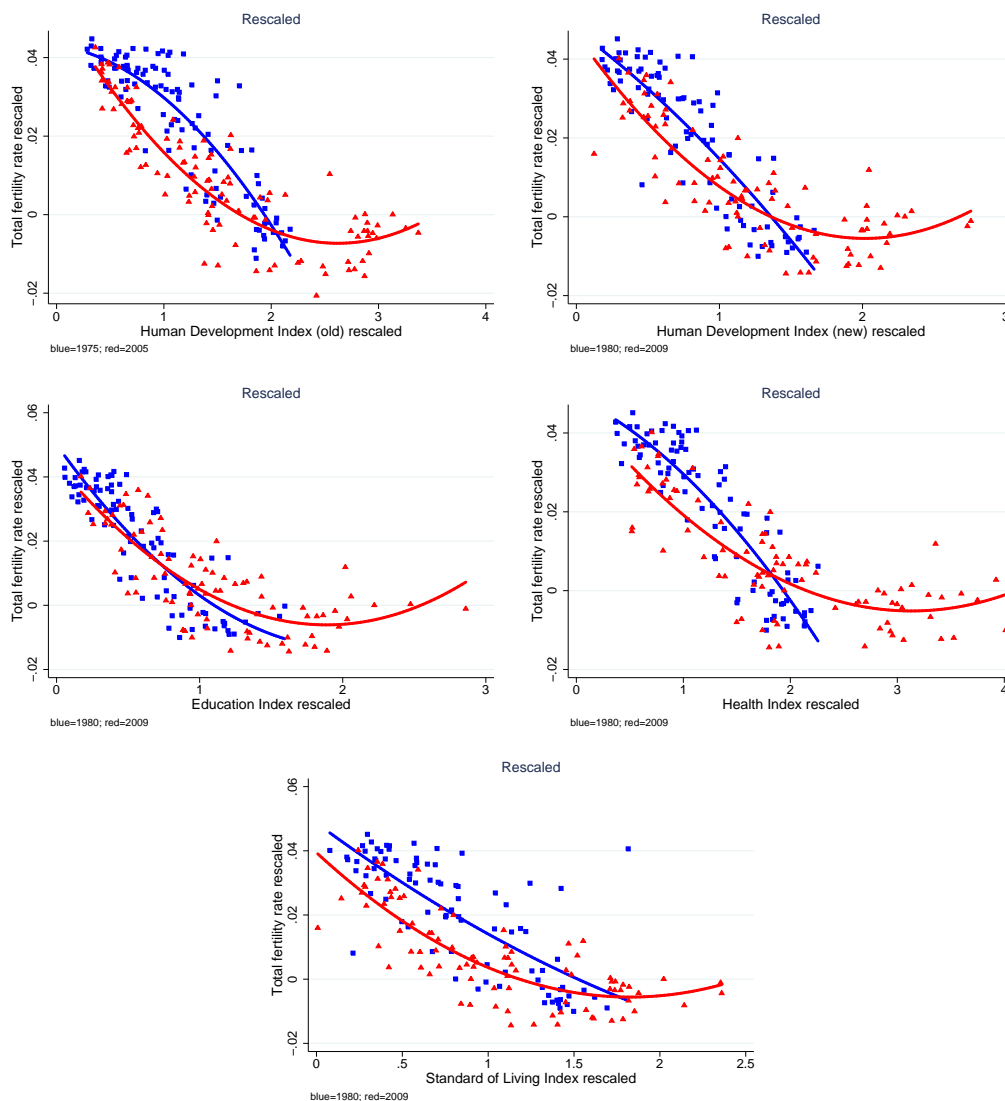 Rescaled
Total fertility rate rescaled
.04
.02
0
-.02
0 1 2 3 4
Human Development Index (old) rescaled
blue=1975; red=2005
Rescaled
Total fertility rate rescaled
.04
.02
0
-.02
0 1 2 3
Human Development Index (new) rescaled
blue=1980; red=2009
Rescaled
Total fertility rate rescaled
.06
.04
.02
0
-.02
0 1 2 3
Education Index rescaled
blue=1980; red=2009
Rescaled
Total fertility rate rescaled
.04
.02
0
-.02
0 1 2 3 4
Health Index rescaled
blue=1980; red=2009
Rescaled
Total fertility rate rescaled
.06
.04
.02
0
-.02
0 .5 1 1.5 2 2.5
Standard of Living Index rescaled
blue=1980; red=2009